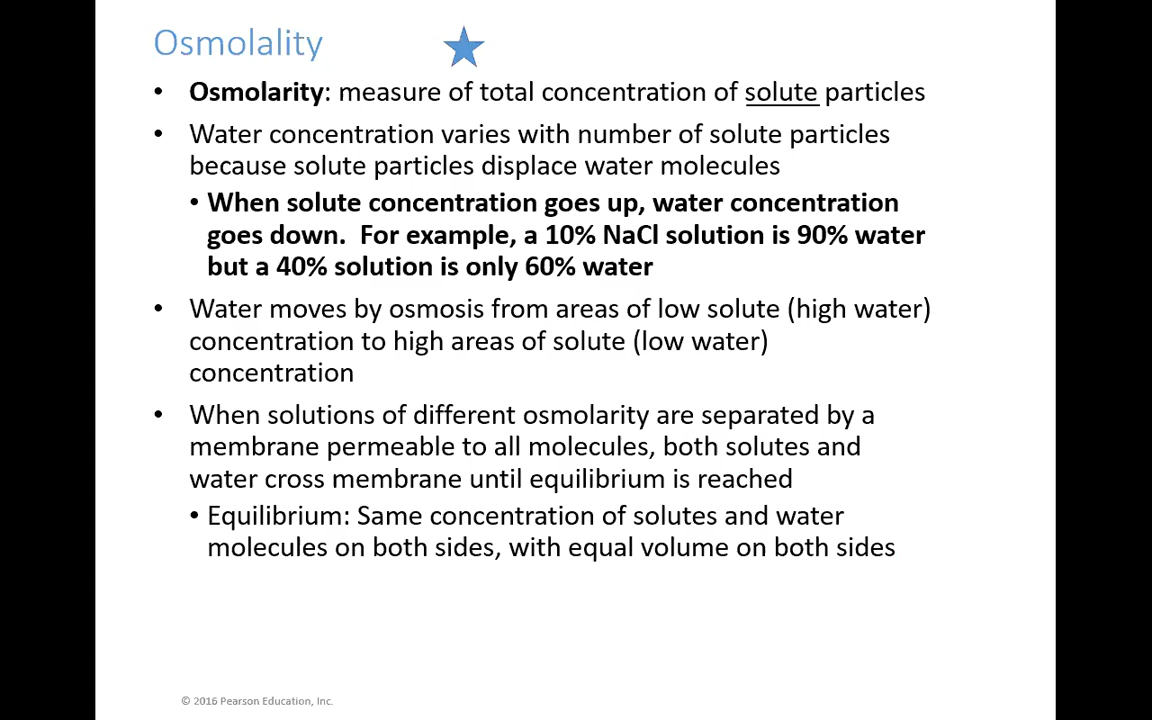 Osmolality
• Osmolarity: measure of total concentration of solute particles
• Water concentration varies with number of solute particles
because solute particles displace water molecules
• When solute concentration goes up, water concentration
goes down.  For example, a 10% NaCl solution is 90% water
but a 40% solution is only 60% water
• Water moves by osmosis from areas of low solute (high water)
concentration to high areas of solute (low water)
concentration
• When solutions of different osmolarity are separated by a
membrane permeable to all molecules, both solutes and
water cross membrane until equilibrium is reached
• Equilibrium: Same concentration of solutes and water
molecules on both sides, with equal volume on both sides
© 2016 Pearson Education, Inc.